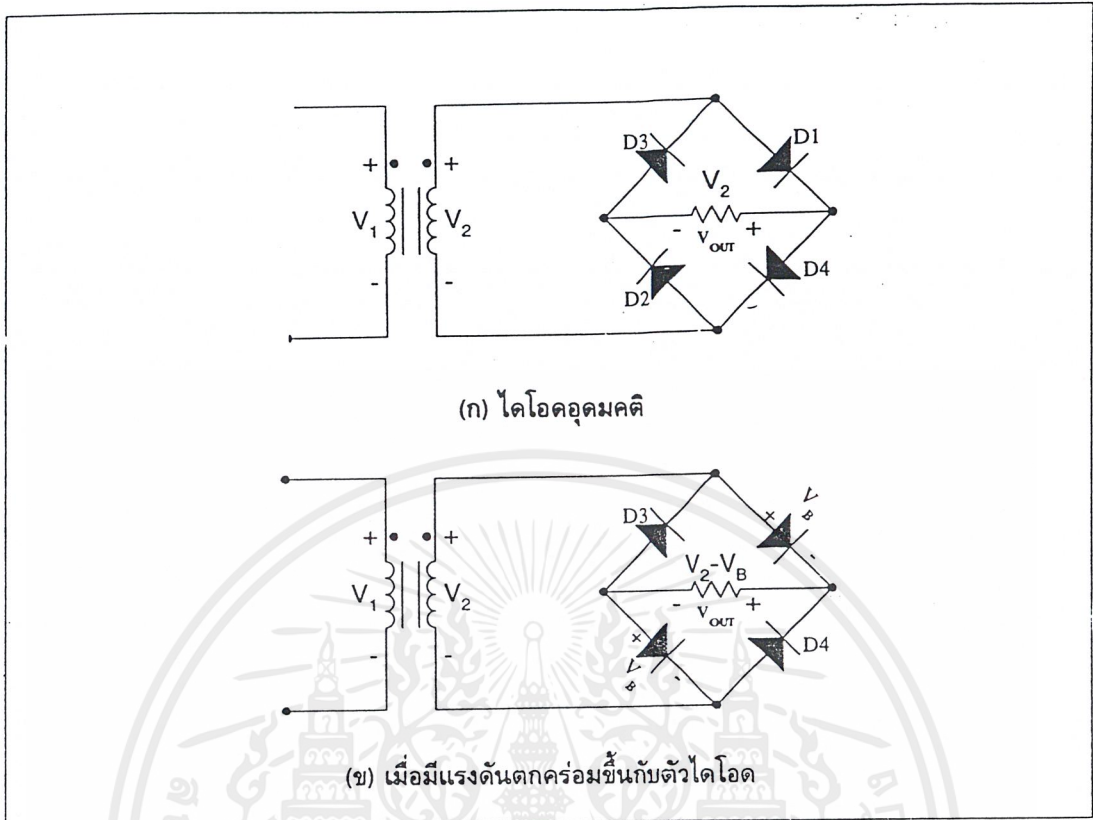 D3
D1
+
+
V₂
V₁
V₂
-
+
V_OUT
-
-
D2
D4
-
(ก) ไดโอดอุดมคติ
V_B
+
-
D3
+
+
V₂-V_B
V₁
V₂
-
+
V_OUT
+
-
-
V_B
-
D4
(ข) เมื่อมีแรงดันตกคร่อมขึ้นกับตัวไดโอด